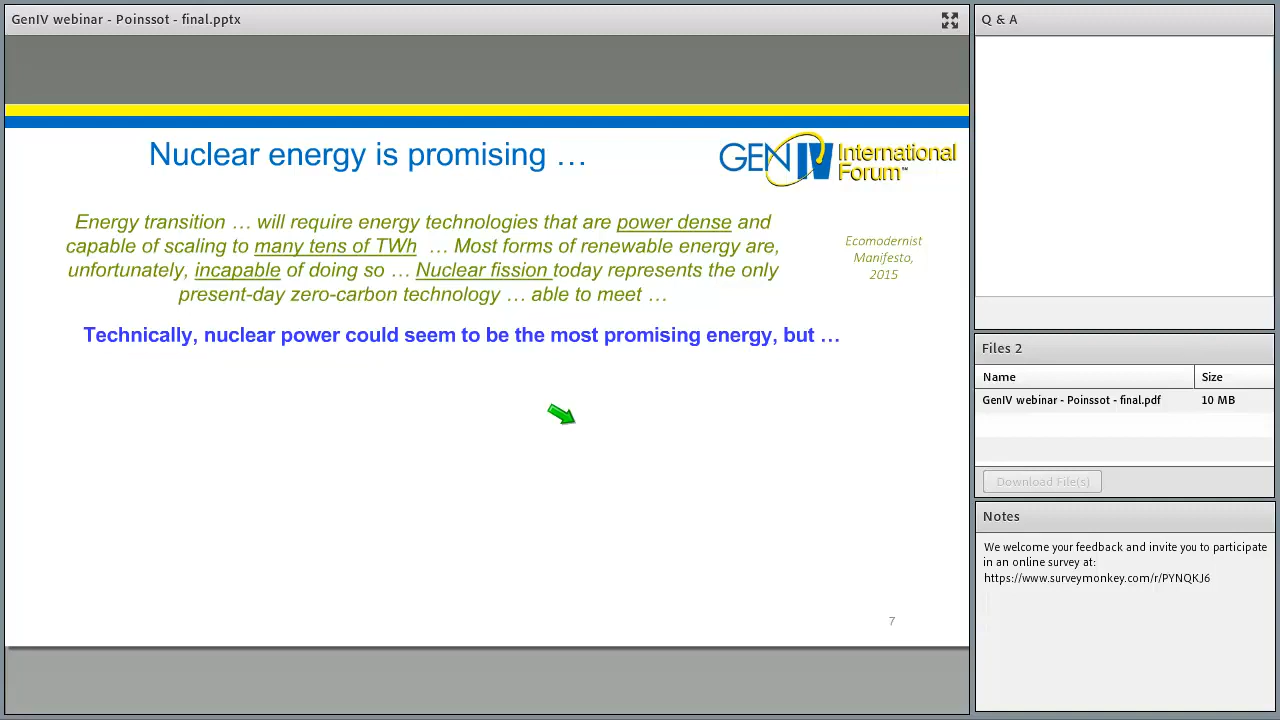 GenIV webinar - Poinssot - final.pptx
Nuclear energy is promising …
GEN IV International
Forum™
Energy transition … will require energy technologies that are power dense and
capable of scaling to many tens of TWh … Most forms of renewable energy are,
unfortunately, incapable of doing so … Nuclear fission today represents the only
present-day zero-carbon technology … able to meet …
Ecomodernist
Manifesto,
2015
Technically, nuclear power could seem to be the most promising energy, but …
7
Q & A
Files 2
Name Size
GenIV webinar - Poinssot - final.pdf 10 MB
Download File(s)
Notes
We welcome your feedback and invite you to participate
in an online survey at:
https://www.surveymonkey.com/r/PYNQKJ6